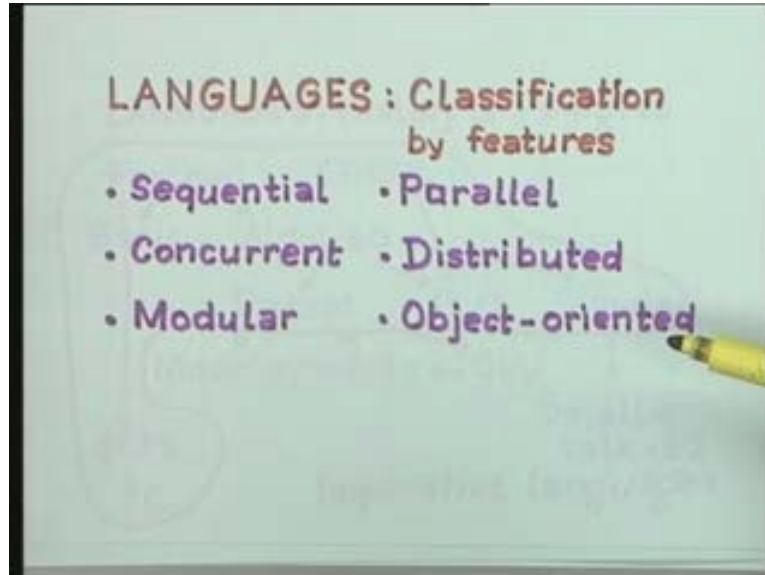 LANGUAGES : Classification
by features
• Sequential • Parallel
• Concurrent • Distributed
• Modular • Object-oriented